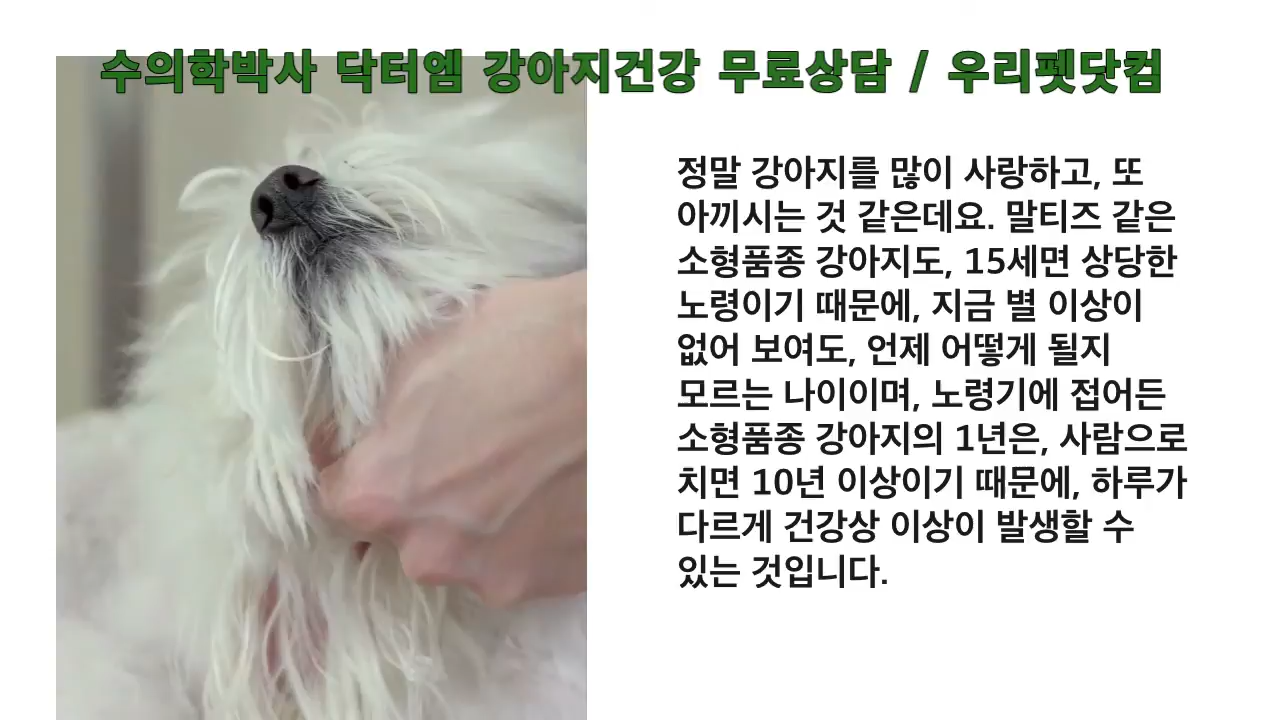 수의학박사 닥터엠 강아지건강 무료상담 / 우리펫닷컴
정말 강아지를 많이 사랑하고, 또
아끼시는 것 같은데요. 말티즈 같은
소형품종 강아지도, 15세면 상당한
노령이기 때문에, 지금 별 이상이
없어 보여도, 언제 어떻게 될지
모르는 나이이며, 노령기에 접어든
소형품종 강아지의 1년은, 사람으로
치면 10년 이상이기 때문에, 하루가
다르게 건강상 이상이 발생할 수
있는 것입니다.